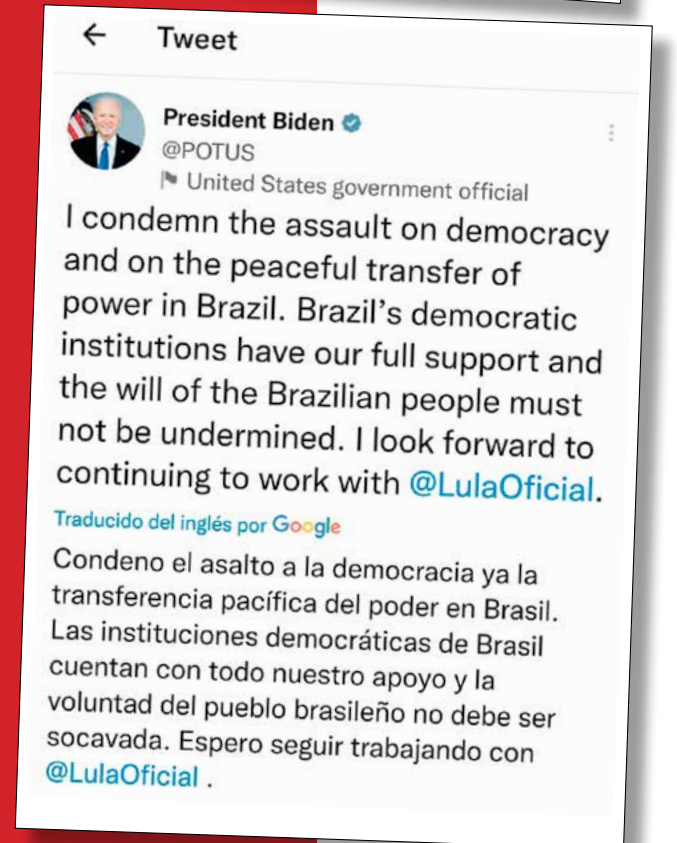 Tweet
President Biden
@POTUS
United States government official
I condemn the assault on democracy
and on the peaceful transfer of
power in Brazil. Brazil's democratic
institutions have our full support and
the will of the Brazilian people must
not be undermined. I look forward to
continuing to work with @LulaOficial.
Traducido del inglés por Google
Condeno el asalto a la democracia ya la
transferencia pacífica del poder en Brasil.
Las instituciones democráticas de Brasil
cuentan con todo nuestro apoyo y la
voluntad del pueblo brasileño no debe ser
socavada. Espero seguir trabajando con
@LulaOficial .